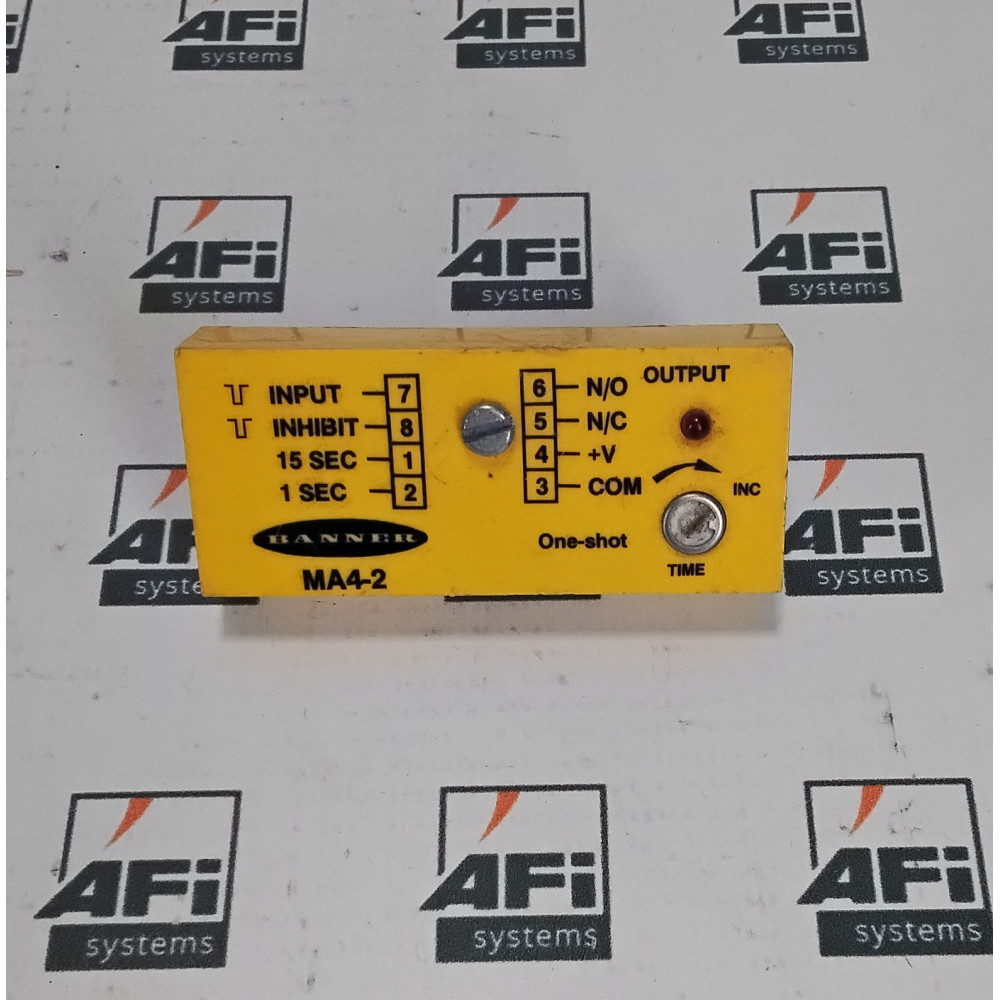 AFi AFi AFi
systems systems systems
AFi AFi AFi
systems systems systems
INPUT 7
INHIBIT 8
15 SEC 1
1 SEC 2
6 N/O
5 N/C
4 +V
3 COM
OUTPUT
INC
TIME
One-shot
BANNER
MA4-2
AFi
systems
AFi AFi AFi
systems systems systems